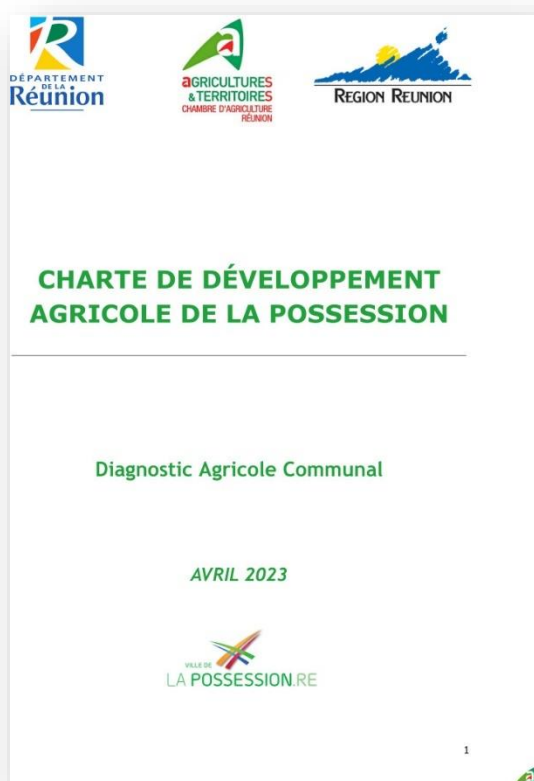 DÉPARTEMENT
DE LA
Réunion
aGRICULTURES
& TERRITOIRES
CHAMBRE D'AGRICULTURE
RÉUNION
REGION REUNION
CHARTE DE DÉVELOPPEMENT
AGRICOLE DE LA POSSESSION
Diagnostic Agricole Communal
AVRIL 2023
VILLE DE
LA POSSESSION.RE
1